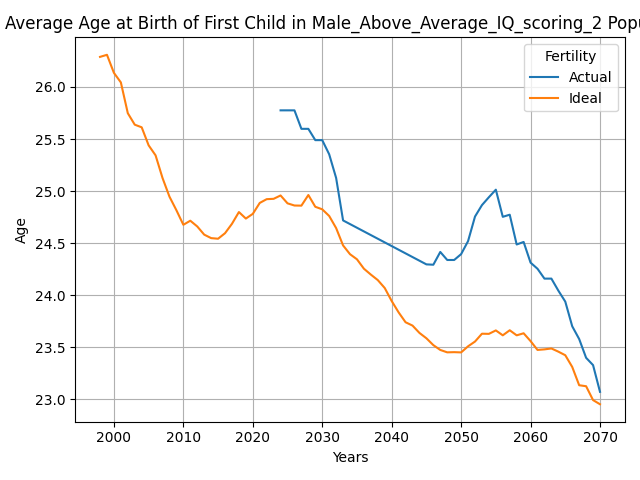 Average Age at Birth of First Child in Male_Above_Average_IQ_scoring_2 Popu
Fertility
Actual
Ideal
26.0
25.5
25.0
24.5
24.0
23.5
23.0
Age
2000 2010 2020 2030 2040 2050 2060 2070
Years